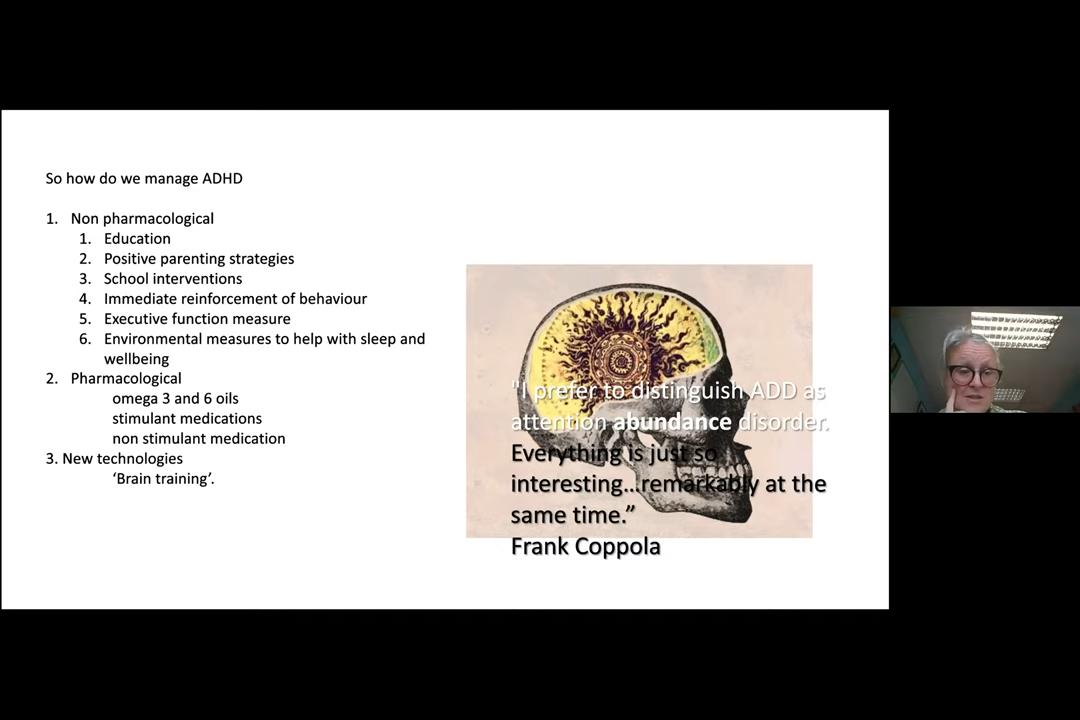 So how do we manage ADHD
1. Non pharmacological
1. Education
2. Positive parenting strategies
3. School interventions
4. Immediate reinforcement of behaviour
5. Executive function measure
6. Environmental measures to help with sleep and
wellbeing
2. Pharmacological
omega 3 and 6 oils
stimulant medications
non stimulant medication
3. New technologies
‘Brain training’.
"I prefer to distinguish ADD as
attention abundance disorder.
Everything is just so
interesting…remarkably at the
same time.”
Frank Coppola